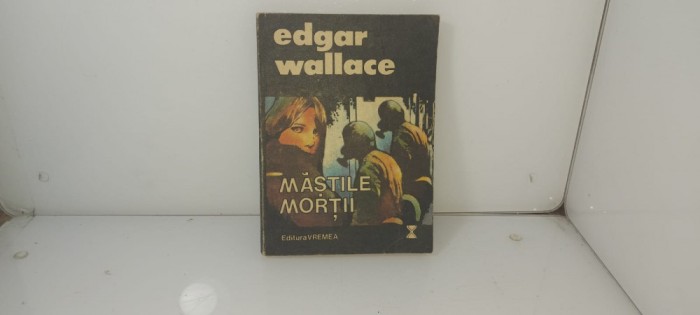 edgar
wallace
MĂȘTILE
MORȚII
Editura VREMEA